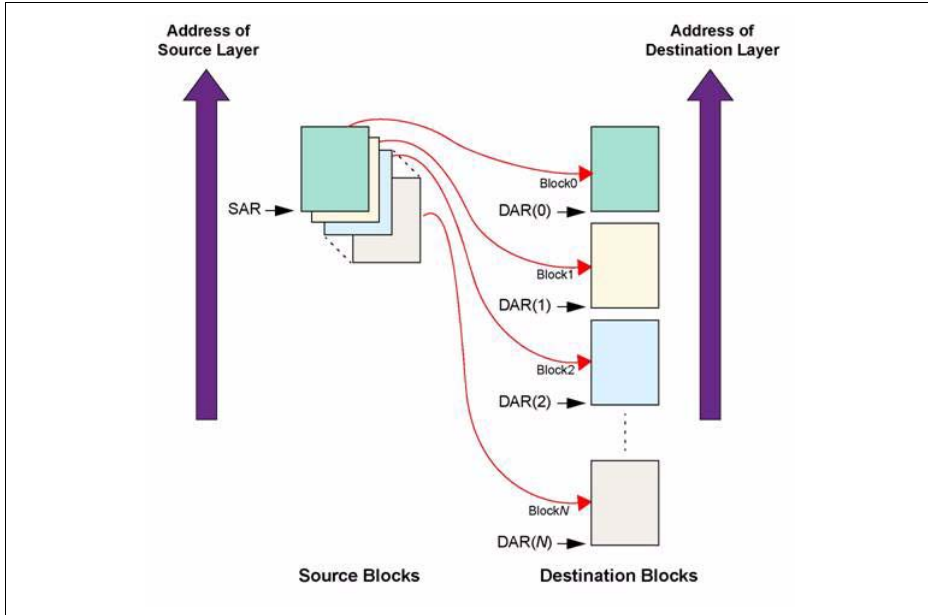 Address of
Source Layer
Address of
Destination Layer
SAR
Block0
DAR(0)
Block1
DAR(1)
Block2
DAR(2)
BlockN
DAR(N)
Source Blocks
Destination Blocks